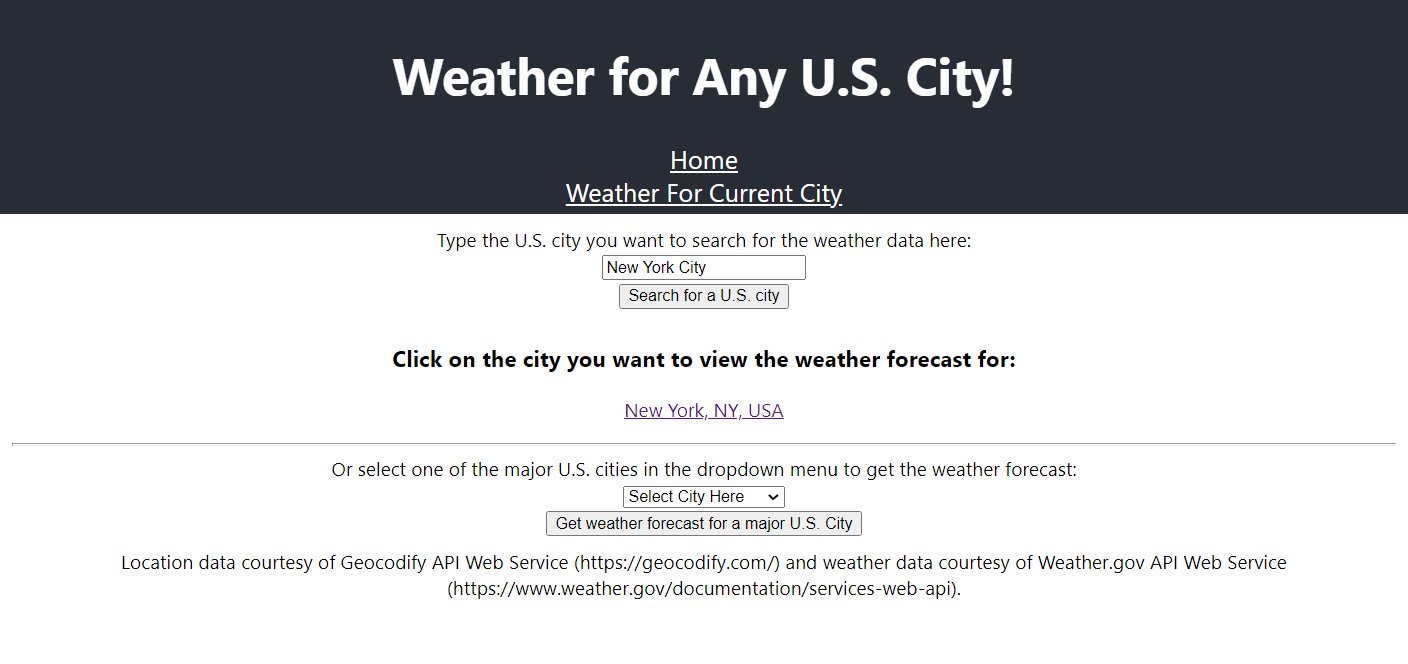 Weather for Any U.S. City!
Home
Weather For Current City
Type the U.S. city you want to search for the weather data here:
New York City
Search for a U.S. city
Click on the city you want to view the weather forecast for:
New York, NY, USA
Or select one of the major U.S. cities in the dropdown menu to get the weather forecast:
Select City Here
Get weather forecast for a major U.S. City
Location data courtesy of Geocodify API Web Service (https://geocodify.com/) and weather data courtesy of Weather.gov API Web Service
(https://www.weather.gov/documentation/services-web-api).